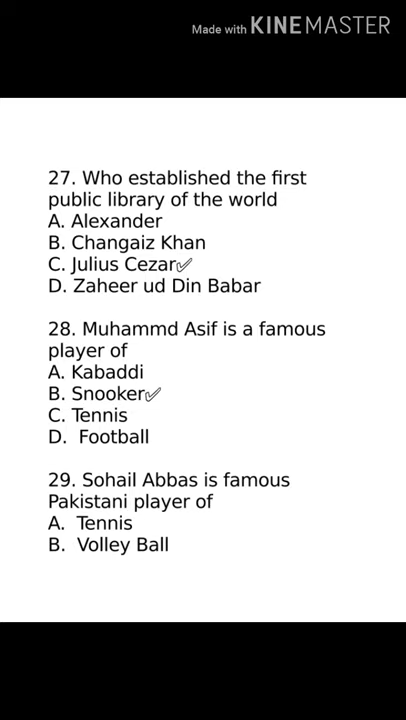 Made with KINEMASTER
27. Who established the first
public library of the world
A. Alexander
B. Changaiz Khan
C. Julius Cezar✅
D. Zaheer ud Din Babar
28. Muhammd Asif is a famous
player of
A. Kabaddi
B. Snooker✅
C. Tennis
D. Football
29. Sohail Abbas is famous
Pakistani player of
A. Tennis
B. Volley Ball